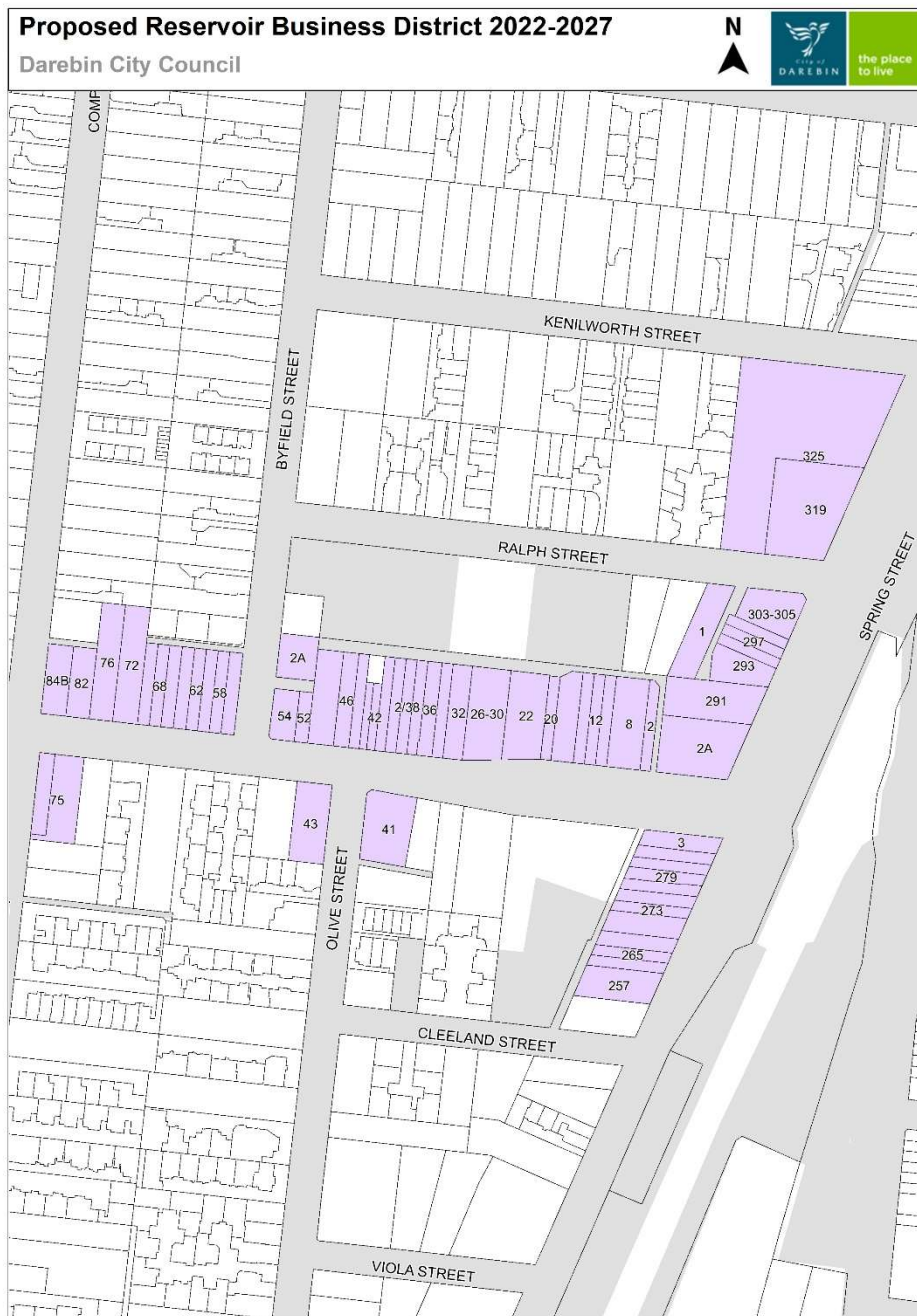 Proposed Reservoir Business District 2022-2027
Darebin City Council
N
City of
DAREBIN
the place
to live
COMP
KENILWORTH STREET
BYFIELD STREET
325
319
RALPH STREET
SPRING STREET
303-305
1
297
293
2A
76
72
84B
82
68
62
58
291
54
52
46
42
2/38
36
32
26-30
22
20
12
8
2
2A
75
43
41
3
279
273
OLIVE STREET
265
257
CLEELAND STREET
VIOLA STREET